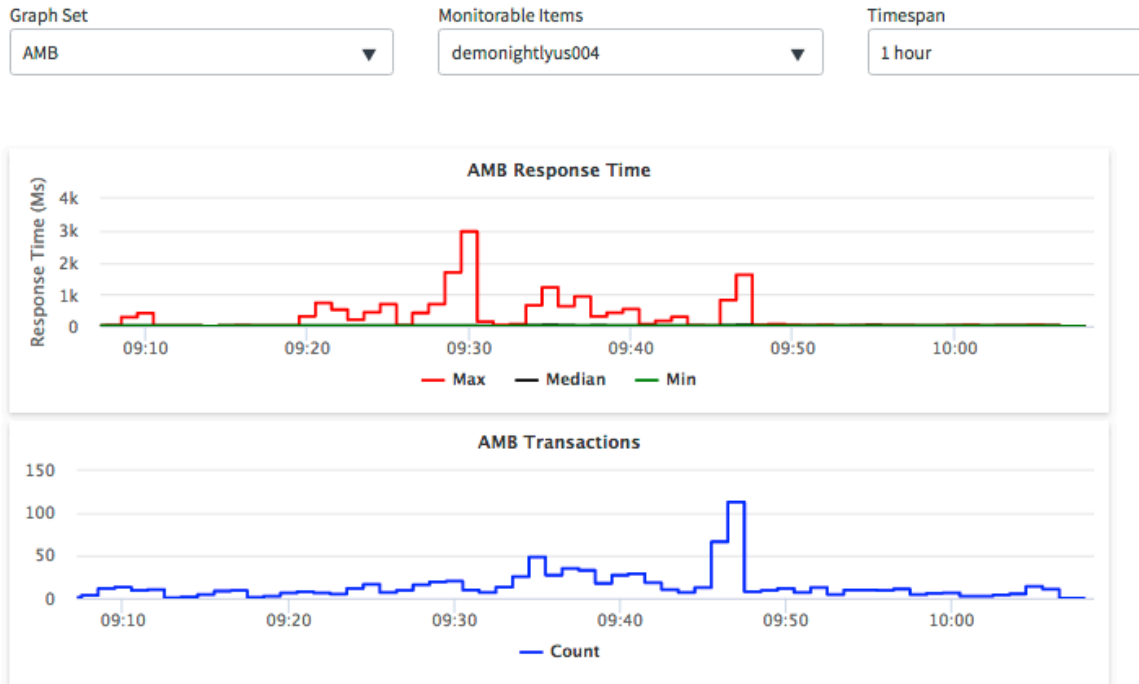 Graph Set Monitorable Items Timespan
AMB ▼ demonightlyus004 ▼ 1 hour
AMB Response Time
Response Time (Ms)
4k
3k
2k
1k
0
09:10 09:20 09:30 09:40 09:50 10:00
Max Median Min
AMB Transactions
150
100
50
0
09:10 09:20 09:30 09:40 09:50 10:00
Count